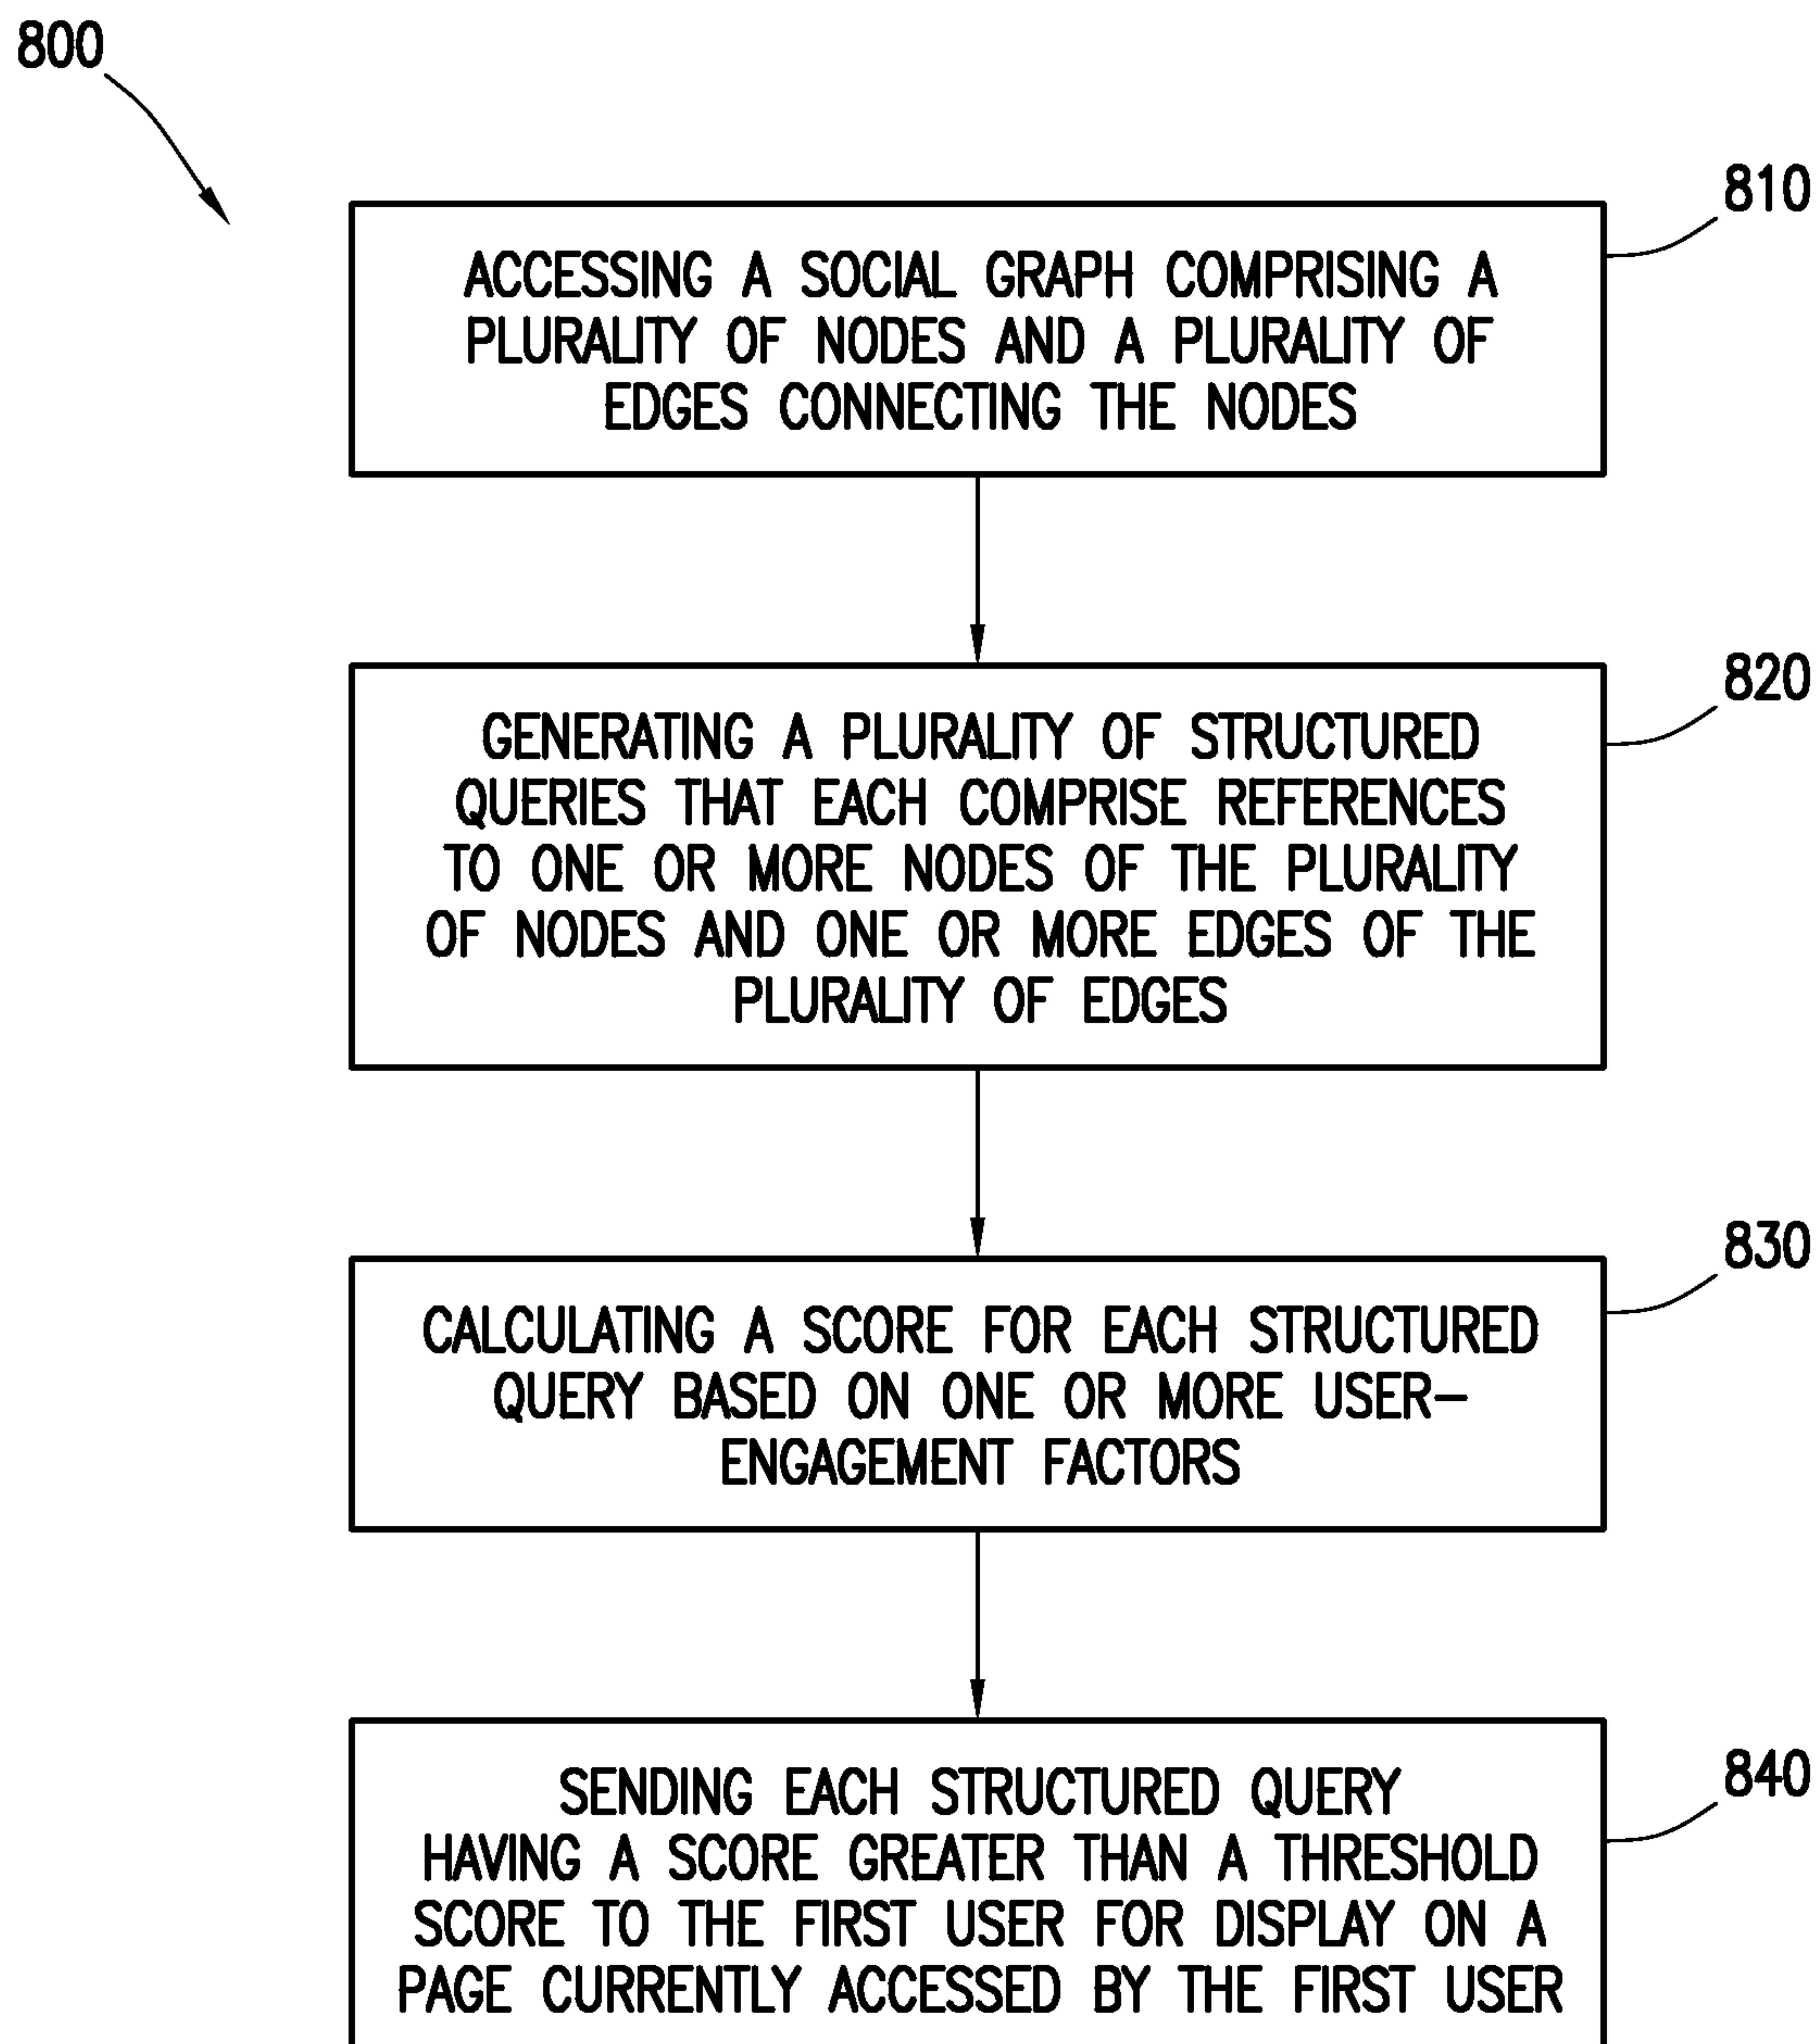 800
810
ACCESSING A SOCIAL GRAPH COMPRISING A
PLURALITY OF NODES AND A PLURALITY OF
EDGES CONNECTING THE NODES
820
GENERATING A PLURALITY OF STRUCTURED
QUERIES THAT EACH COMPRISE REFERENCES
TO ONE OR MORE NODES OF THE PLURALITY
OF NODES AND ONE OR MORE EDGES OF THE
PLURALITY OF EDGES
830
CALCULATING A SCORE FOR EACH STRUCTURED
QUERY BASED ON ONE OR MORE USER-
ENGAGEMENT FACTORS
840
SENDING EACH STRUCTURED QUERY
HAVING A SCORE GREATER THAN A THRESHOLD
SCORE TO THE FIRST USER FOR DISPLAY ON A
PAGE CURRENTLY ACCESSED BY THE FIRST USER